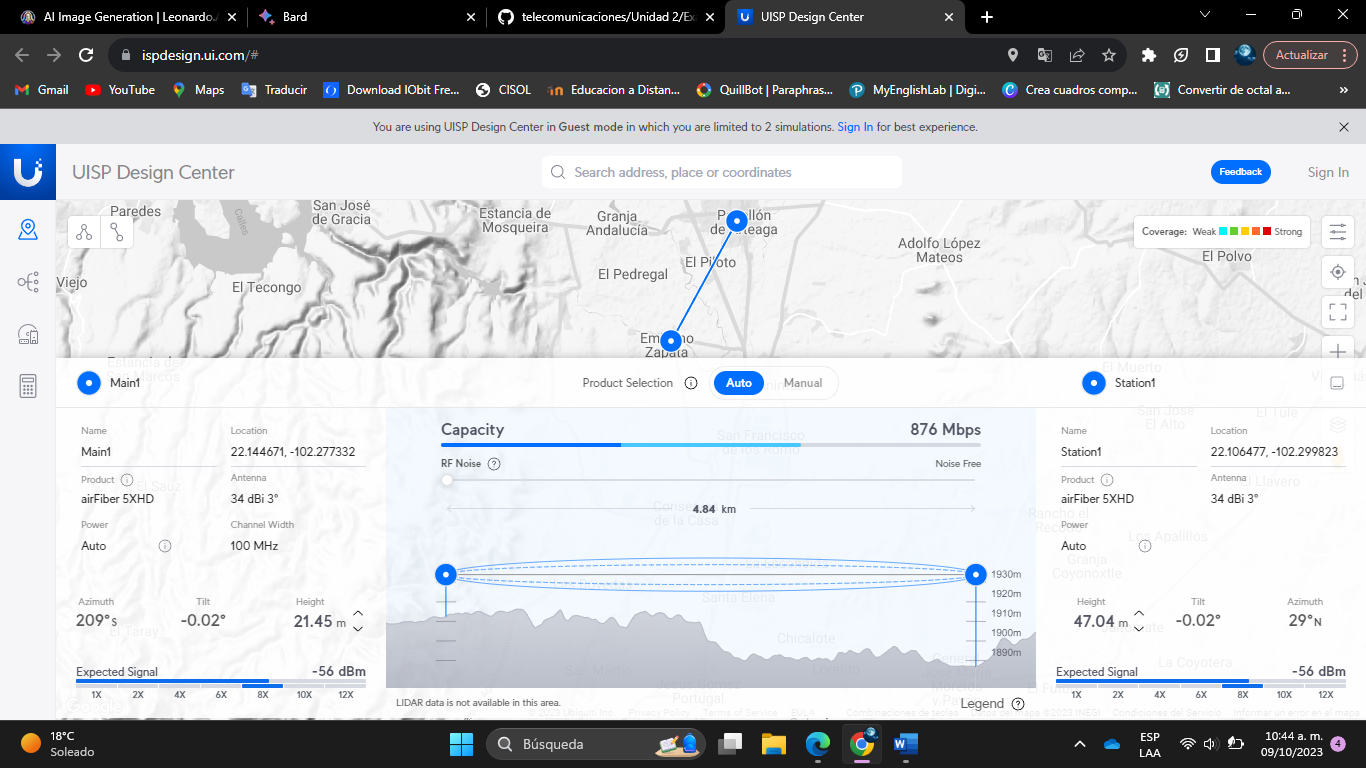 AI Image Generation | Leonardo.A
Bard
telecomunicaciones/Unidad 2/Exa
UISP Design Center
ispdesign.ui.com/#
Actualizar
Gmail
YouTube
Maps
Traducir
Download IObit Fre...
CISOL
Educacion a Distan...
QuillBot | Paraphras...
MyEnglishLab | Digi...
Crea cuadros comp...
Convertir de octal a...
»
You are using UISP Design Center in Guest mode in which you are limited to 2 simulations. Sign In for best experience.
UISP Design Center
Search address, place or coordinates
Feedback
Sign In
Paredes
Calles
San José
de Gracia
Estancia de
Mosqueira
Granja
Andalucía
El Pedregal
El Tecongo
Viejo
Adolfo López
Mateos
El Polvo
Coverage: Weak Strong
Main1
Product Selection
Auto
Manual
Station1
Name
Main1
Location
22.144671, -102.277332
Product
airFiber 5XHD
Antenna
34 dBi 3°
Power
Auto
Channel Width
100 MHz
Azimuth
209°S
Tilt
-0.02°
Height
21.45 m
Expected Signal -56 dBm
1X 2X 4X 6X 8X 10X 12X
Capacity 876 Mbps
RF Noise
Noise Free
4.84 km
1930m
1920m
1910m
1900m
1890m
LIDAR data is not available in this area.
Legend
Name
Station1
Location
22.106477, -102.299823
Product
airFiber 5XHD
Antenna
34 dBi 3°
Power
Auto
Height
47.04 m
Tilt
-0.02°
Azimuth
29°N
Expected Signal -56 dBm
1X 2X 4X 6X 8X 10X 12X
18°C
Soleado
Búsqueda
ESP
LAA
10:44 a. m.
09/10/2023
4